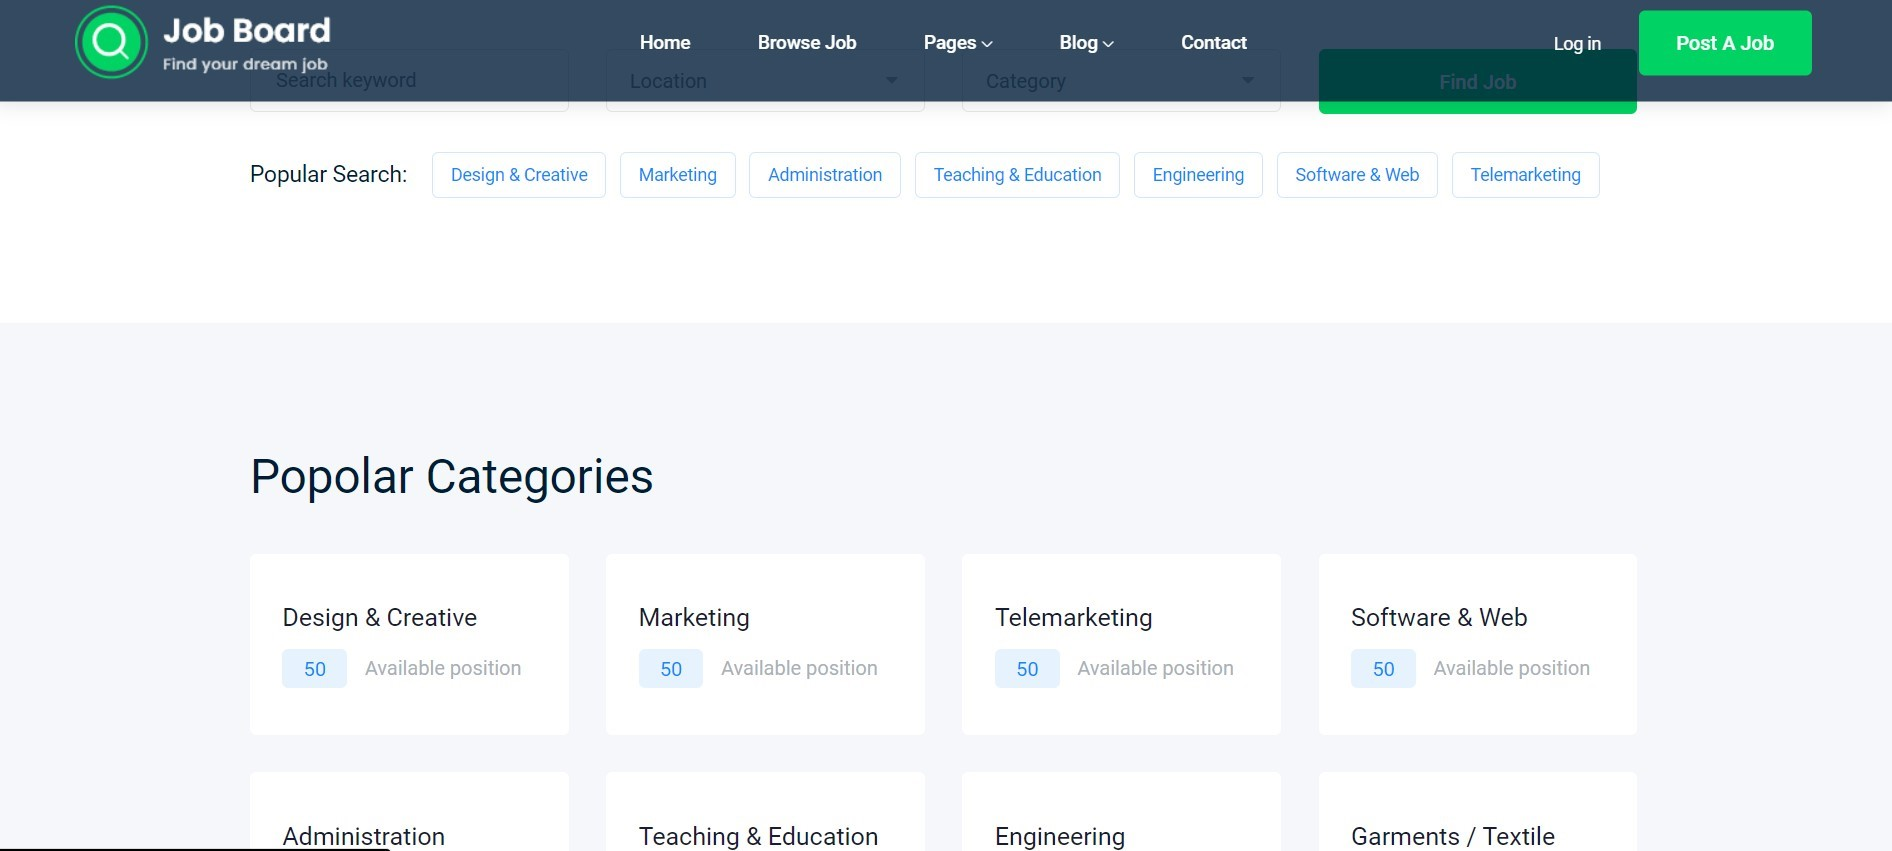 Job Board
Find your dream job
Home
Browse Job
Pages
Blog
Contact
Log in
Post A Job
Search keyword
Location
Category
Find Job
Popular Search:
Design & Creative
Marketing
Administration
Teaching & Education
Engineering
Software & Web
Telemarketing
Popolar Categories
Design & Creative
50 Available position
Marketing
50 Available position
Telemarketing
50 Available position
Software & Web
50 Available position
Administration
Teaching & Education
Engineering
Garments / Textile